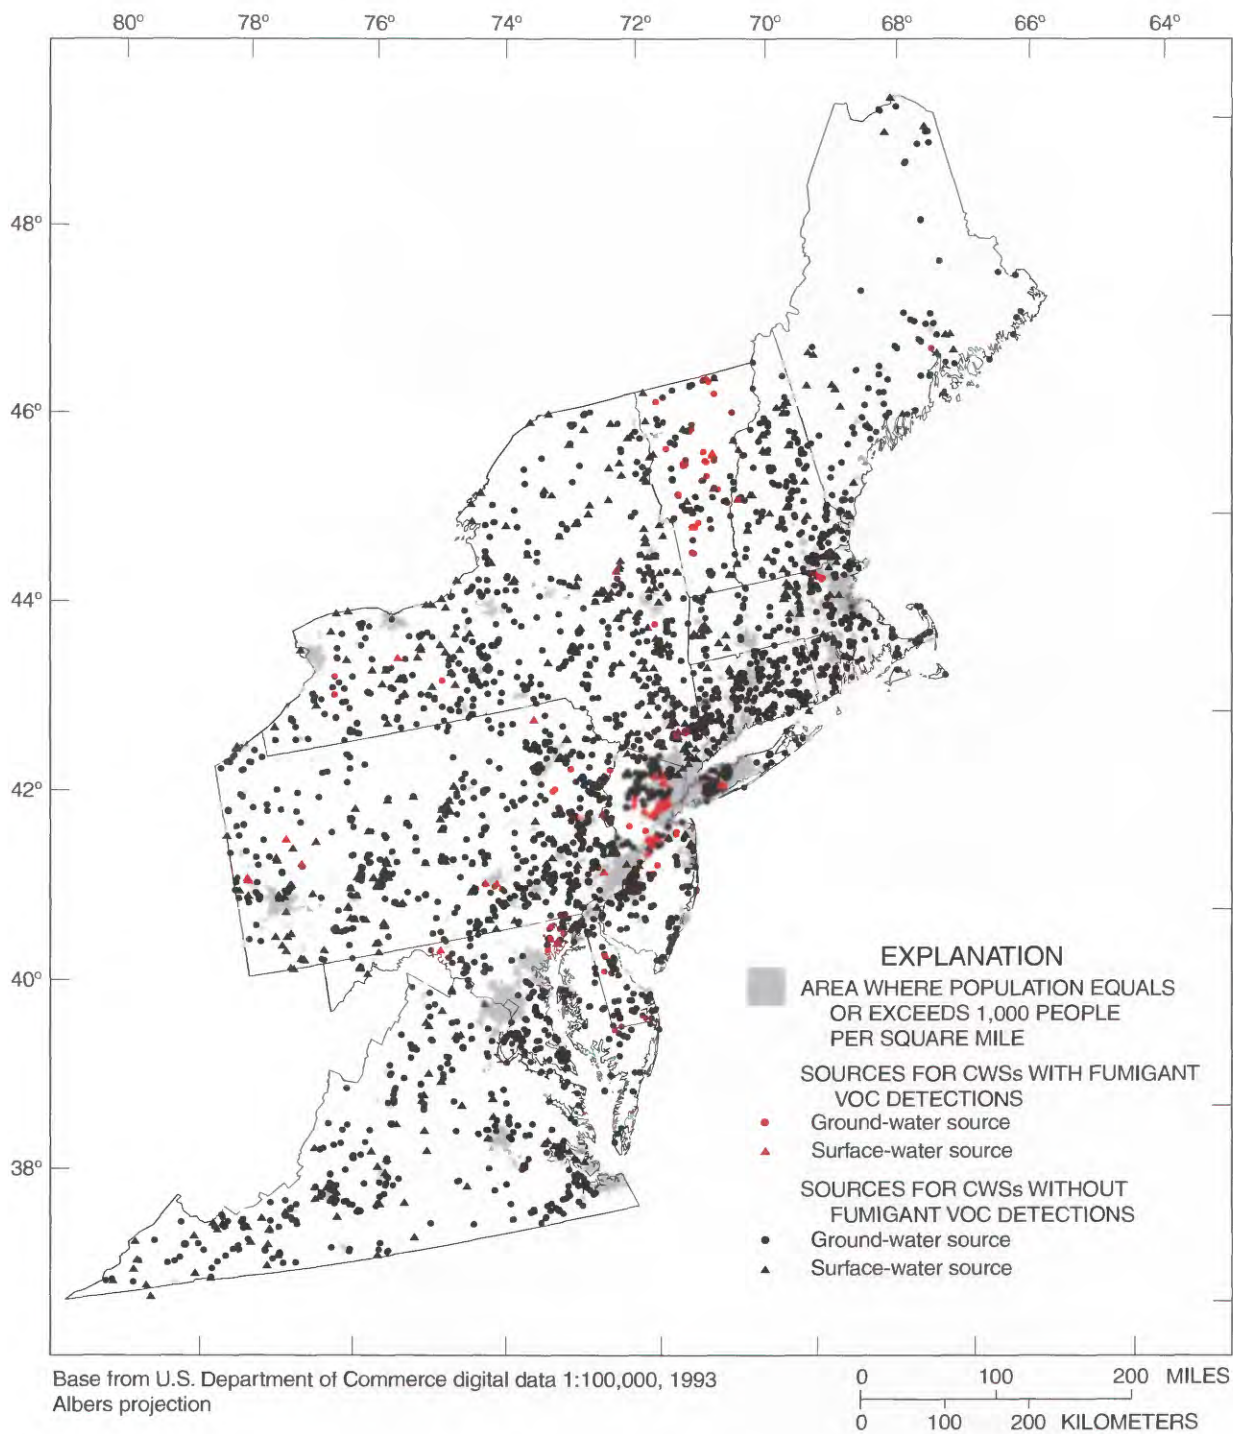 80° 78° 76° 74° 72° 70° 68° 66° 64°
48°
46°
44°
42°
40°
38°
EXPLANATION
AREA WHERE POPULATION EQUALS
OR EXCEEDS 1,000 PEOPLE
PER SQUARE MILE
SOURCES FOR CWSs WITH FUMIGANT
VOC DETECTIONS
Ground-water source
Surface-water source
SOURCES FOR CWSs WITHOUT
FUMIGANT VOC DETECTIONS
Ground-water source
Surface-water source
Base from U.S. Department of Commerce digital data 1:100,000, 1993
Albers projection
0 100 200 MILES
0 100 200 KILOMETERS